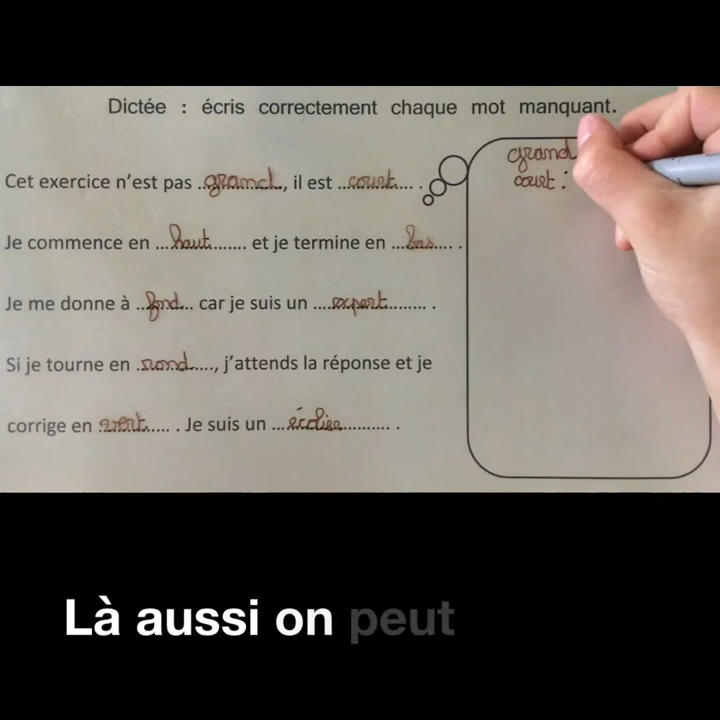 Dictée : écris correctement chaque mot manquant.
Cet exercice n'est pas ..grand.., il est ...court.... .
grand
court :
Je commence en ...haut....... et je termine en ...bas.... .
Je me donne à ..fond... car je suis un ....expert........ .
Si je tourne en ..rond....., j'attends la réponse et je
corrige en ..vert..... . Je suis un ...écolier........... .
Là aussi on peut